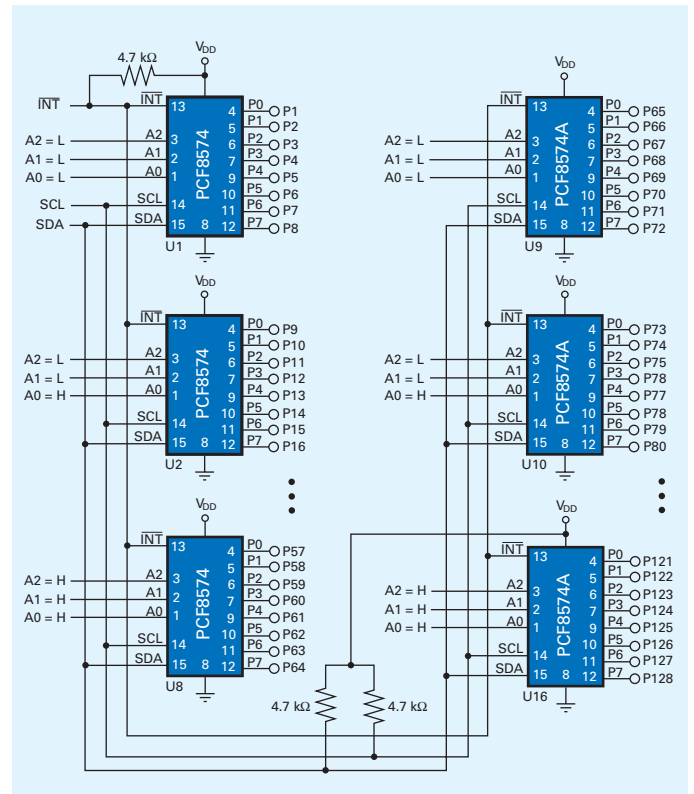 4.7 kΩ
VDD
INT
INT
13
4
P0
P1
5
P1
P2
A2 = L
A2
3
6
P2
P3
A1 = L
A1
2
7
P3
P4
A0 = L
A0
1
9
P4
P5
10
P5
P6
SCL
SCL
14
11
P6
P7
SDA
SDA
15
8
12
P7
P8
PCF8574
U1
VDD
INT
13
4
P0
P9
5
P1
P10
A2 = L
A2
3
6
P2
P11
A1 = L
A1
2
7
P3
P12
A0 = H
A0
1
9
P4
P13
10
P5
P14
SCL
14
11
P6
P15
SDA
15
8
12
P7
P16
PCF8574
U2
VDD
INT
13
4
P0
P57
5
P1
P58
A2 = H
A2
3
6
P2
P59
A1 = H
A1
2
7
P3
P60
A0 = H
A0
1
9
P4
P61
10
P5
P62
SCL
14
11
P6
P63
SDA
15
8
12
P7
P64
PCF8574
U8
4.7 kΩ
4.7 kΩ
VDD
INT
13
4
P0
P65
5
P1
P66
A2 = L
A2
3
6
P2
P67
A1 = L
A1
2
7
P3
P68
A0 = L
A0
1
9
P4
P69
10
P5
P70
SCL
14
11
P6
P71
SDA
15
8
12
P7
P72
PCF8574A
U9
VDD
INT
13
4
P0
P73
5
P1
P74
A2 = L
A2
3
6
P2
P75
A1 = L
A1
2
7
P3
P78
A0 = H
A0
1
9
P4
P77
10
P5
P78
SCL
14
11
P6
P79
SDA
15
8
12
P7
P80
PCF8574A
U10
VDD
INT
13
4
P0
P121
5
P1
P122
A2 = H
A2
3
6
P2
P123
A1 = H
A1
2
7
P3
P124
A0 = H
A0
1
9
P4
P125
10
P5
P126
SCL
14
11
P6
P127
SDA
15
8
12
P7
P128
PCF8574A
U16